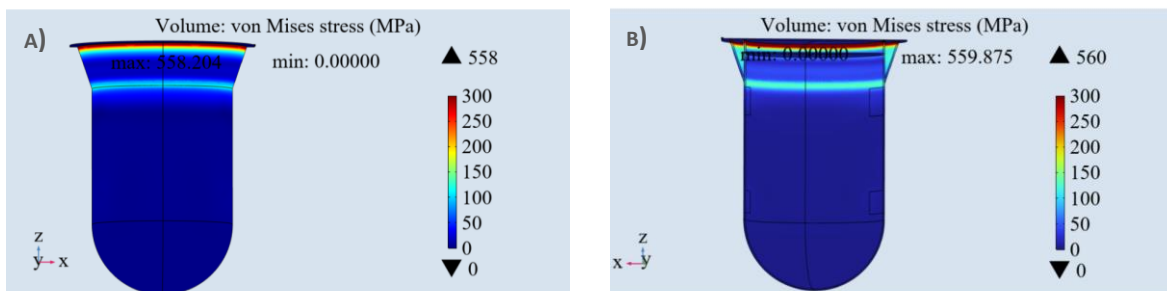 A)
Volume: von Mises stress (MPa)
max: 558.204
min: 0.00000
▲ 558
300
250
200
150
100
50
0
▼ 0
z
y x
B)
Volume: von Mises stress (MPa)
min: 0.00000
max: 559.875
▲ 560
300
250
200
150
100
50
0
▼ 0
z
x y